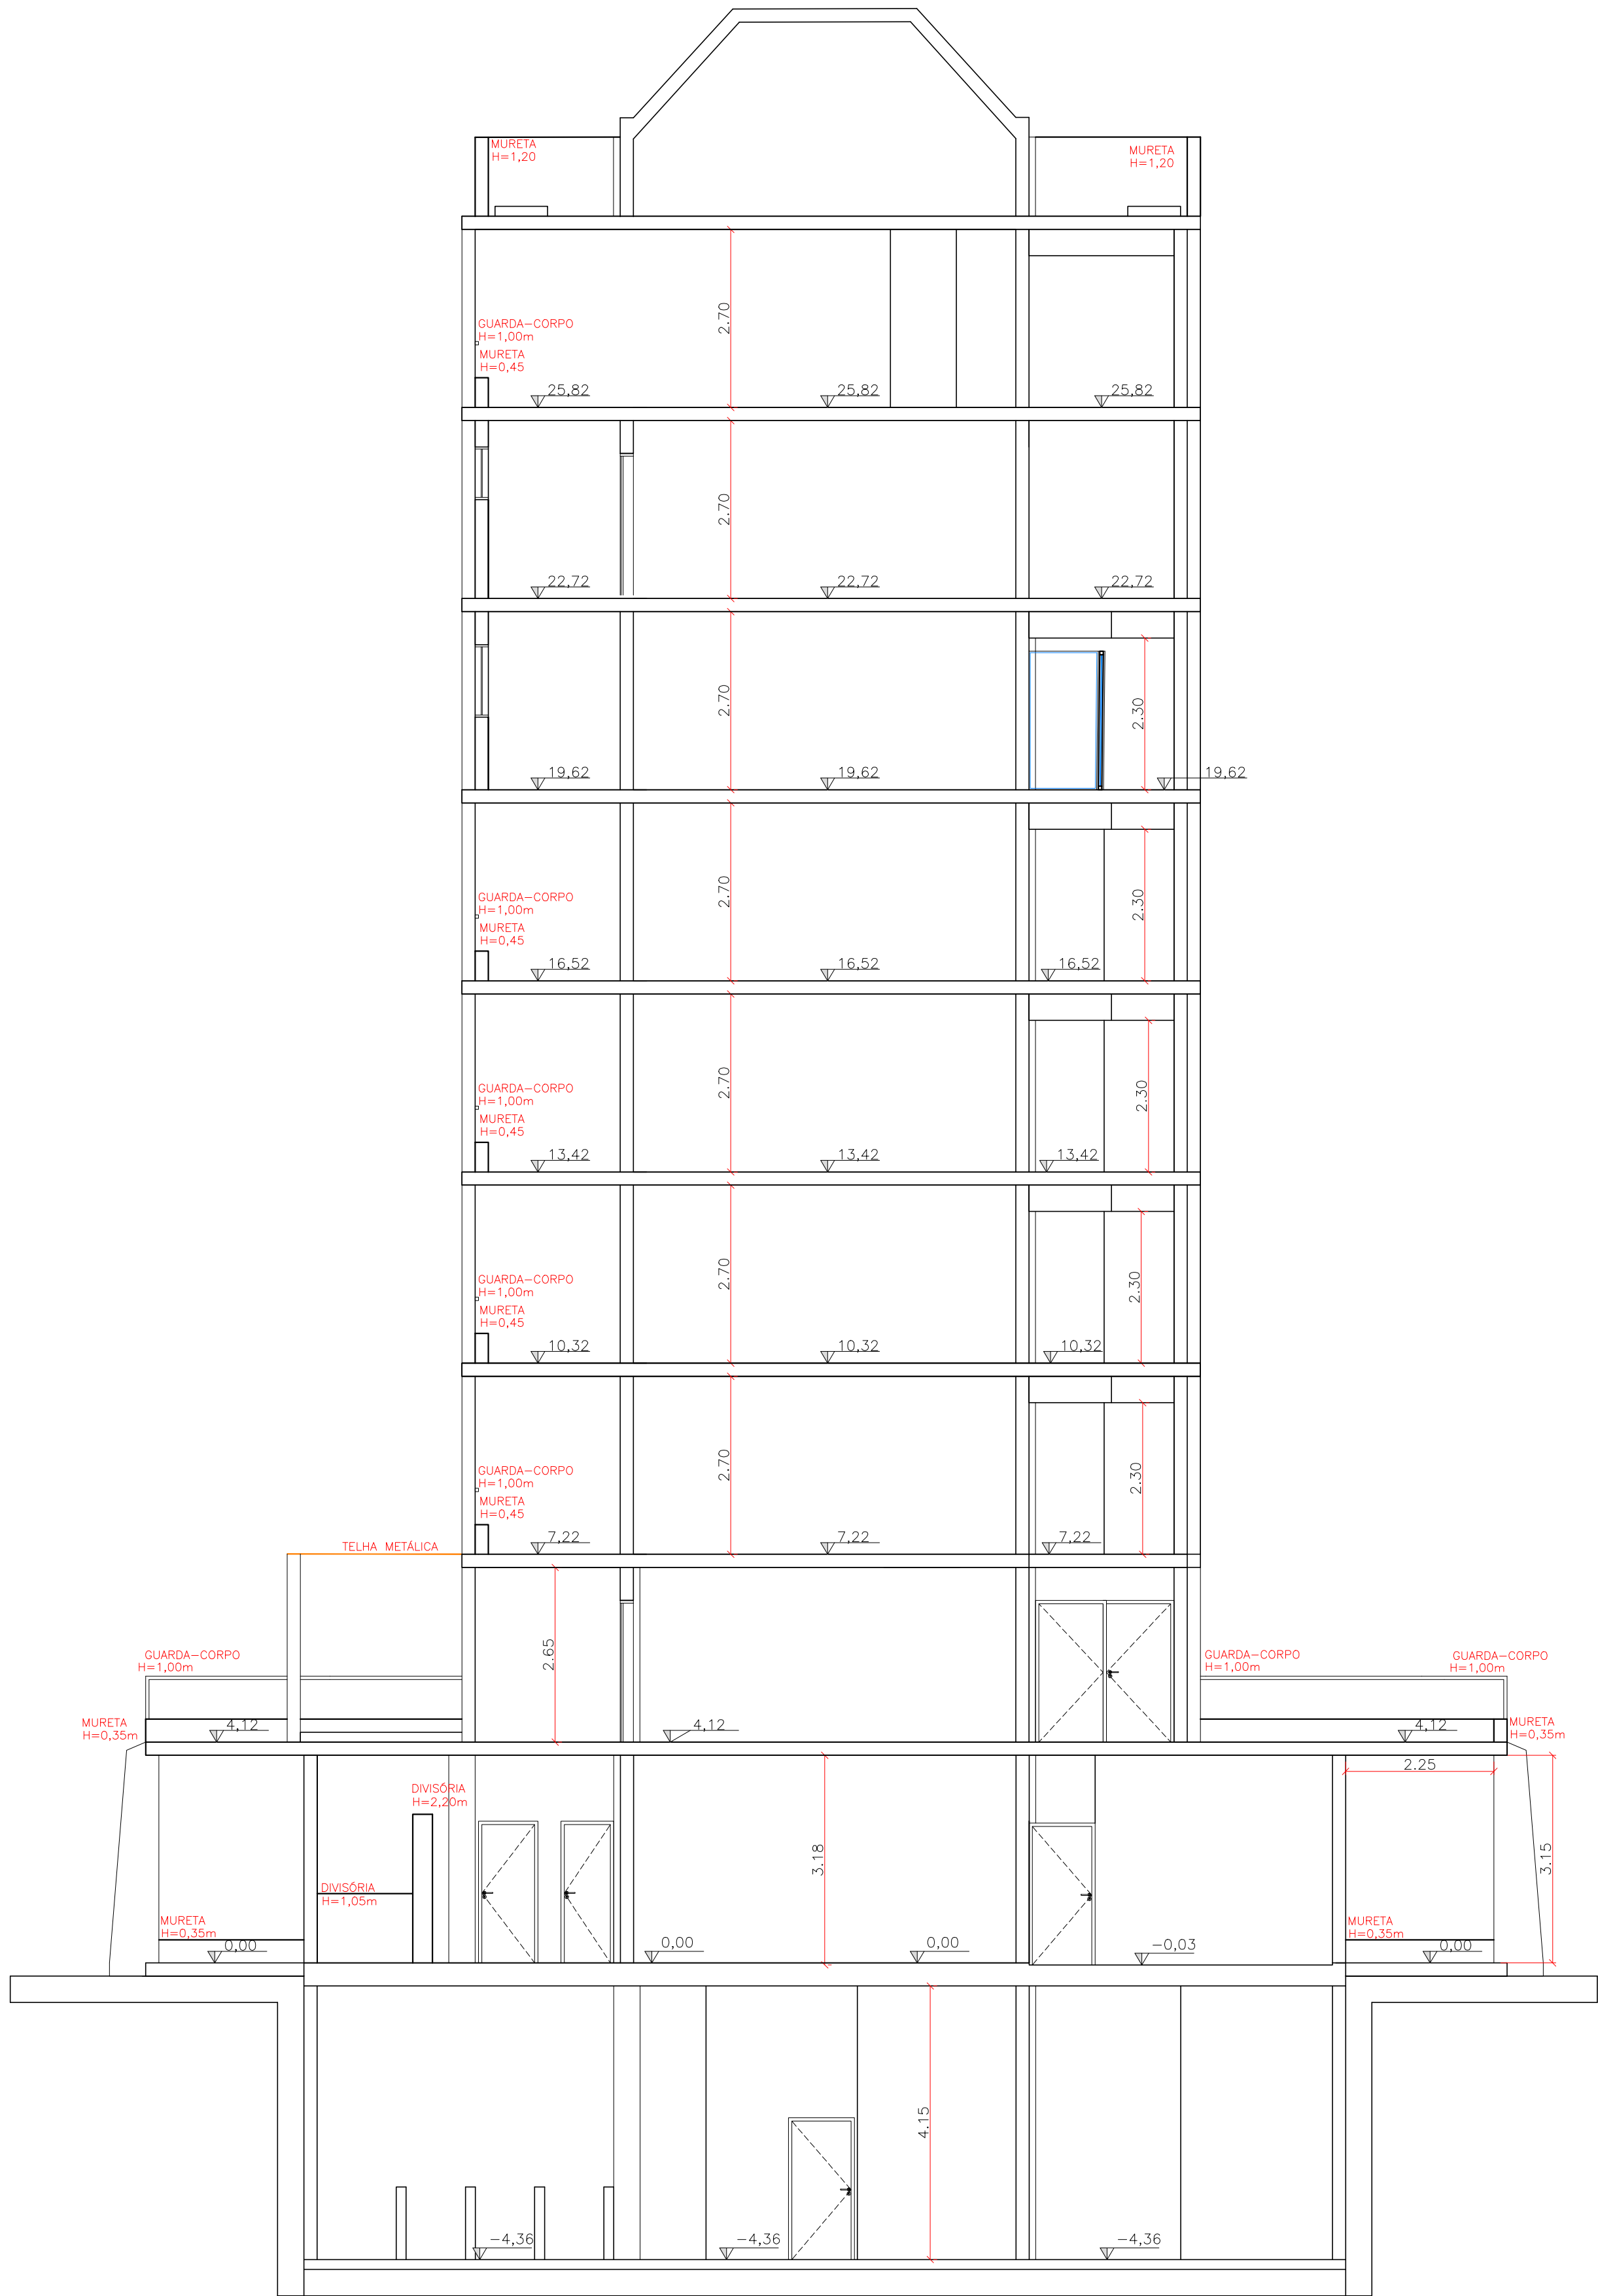 MURETA
H=1,20
MURETA
H=1,20
2.70
GUARDA-CORPO
H=1,00m
MURETA
H=0,45
25,82
25,82
25,82
2.70
22,72
22,72
22,72
2.70
2.30
19,62
19,62
19,62
2.70
2.30
GUARDA-CORPO
H=1,00m
MURETA
H=0,45
16,52
16,52
16,52
2.70
2.30
GUARDA-CORPO
H=1,00m
MURETA
H=0,45
13,42
13,42
13,42
2.70
2.30
GUARDA-CORPO
H=1,00m
MURETA
H=0,45
10,32
10,32
10,32
2.70
2.30
GUARDA-CORPO
H=1,00m
MURETA
H=0,45
7,22
7,22
7,22
TELHA METÁLICA
2.65
GUARDA-CORPO
H=1,00m
GUARDA-CORPO
H=1,00m
GUARDA-CORPO
H=1,00m
MURETA
H=0,35m
4,12
4,12
4,12
MURETA
H=0,35m
2.25
DIVISÓRIA
H=2,20m
3.18
3.15
DIVISÓRIA
H=1,05m
MURETA
H=0,35m
MURETA
H=0,35m
0,00
0,00
0,00
-0,03
0,00
4.15
-4,36
-4,36
-4,36